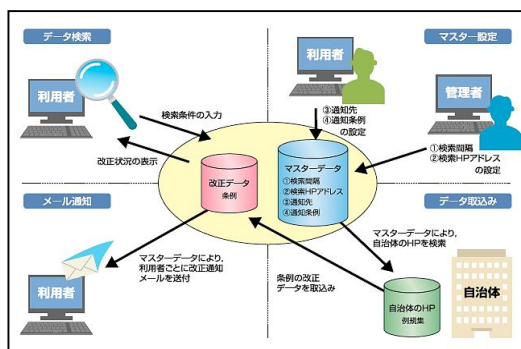 データ検索
利用者
検索条件の入力
改正状況の表示
利用者
③通知先
④通知条例
の設定
マスター設定
管理者
①検索間隔
②検索HPアドレス
の設定
改正データ
条例
マスターデータ
①検索間隔
②検索HPアドレス
③通知先
④通知条例
メール通知
利用者
マスターデータにより,
利用者ごとに改正通知
メールを送付
条例の改正
データを取込み
データ取込み
マスターデータにより,
自治体のHPを検索
自治体のHP
例規集
自治体